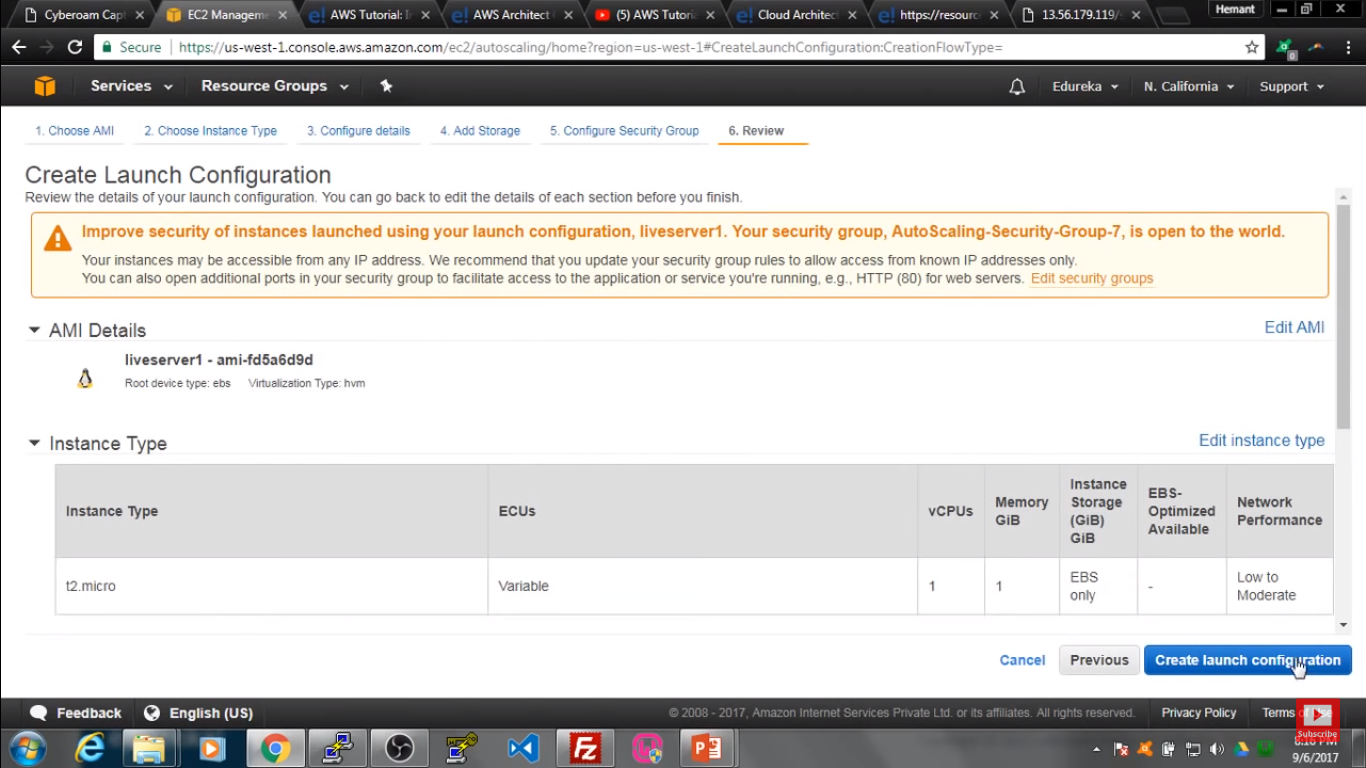 Cyberoam Capt
EC2 Manageme
AWS Tutorial: I
AWS Architect
(5) AWS Tutoria
Cloud Architec
https://resourc
13.56.179.119/
Hemant
Secure
https://us-west-1.console.aws.amazon.com/ec2/autoscaling/home?region=us-west-1#CreateLaunchConfiguration:CreationFlowType=
0
Services
Resource Groups
Edureka
N. California
Support
1. Choose AMI
2. Choose Instance Type
3. Configure details
4. Add Storage
5. Configure Security Group
6. Review
Create Launch Configuration
Review the details of your launch configuration. You can go back to edit the details of each section before you finish.
Improve security of instances launched using your launch configuration, liveserver1. Your security group, AutoScaling-Security-Group-7, is open to the world.
Your instances may be accessible from any IP address. We recommend that you update your security group rules to allow access from known IP addresses only.
You can also open additional ports in your security group to facilitate access to the application or service you're running, e.g., HTTP (80) for web servers. Edit security groups
AMI Details
Edit AMI
liveserver1 - ami-fd5a6d9d
Root device type: ebs Virtualization Type: hvm
Instance Type
Edit instance type
Instance Type
ECUs
vCPUs
Memory
GiB
Instance
Storage
(GiB)
GiB
EBS-
Optimized
Available
Network
Performance
t2.micro
Variable
1
1
EBS
only
-
Low to
Moderate
Cancel
Previous
Create launch configuration
Feedback
English (US)
© 2008 - 2017, Amazon Internet Services Private Ltd. or its affiliates. All rights reserved.
Privacy Policy
Terms of Use
Subscribe
9/6/2017